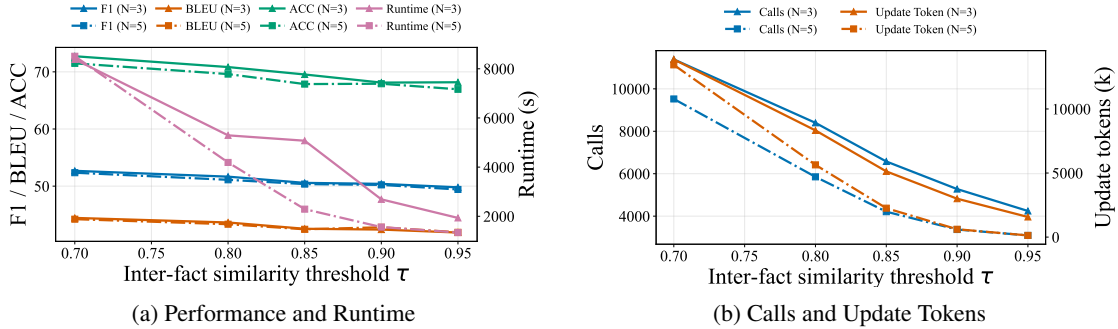 F1 (N=3) BLEU (N=3) ACC (N=3) Runtime (N=3)
F1 (N=5) BLEU (N=5) ACC (N=5) Runtime (N=5)
F1 / BLEU / ACC
70
60
50
8000
6000
4000
2000
Runtime (s)
0.70 0.75 0.80 0.85 0.90 0.95
Inter-fact similarity threshold τ
(a) Performance and Runtime
Calls (N=3) Update Token (N=3)
Calls (N=5) Update Token (N=5)
Calls
10000
8000
6000
4000
10000
5000
0
Update tokens (k)
0.70 0.75 0.80 0.85 0.90 0.95
Inter-fact similarity threshold τ
(b) Calls and Update Tokens